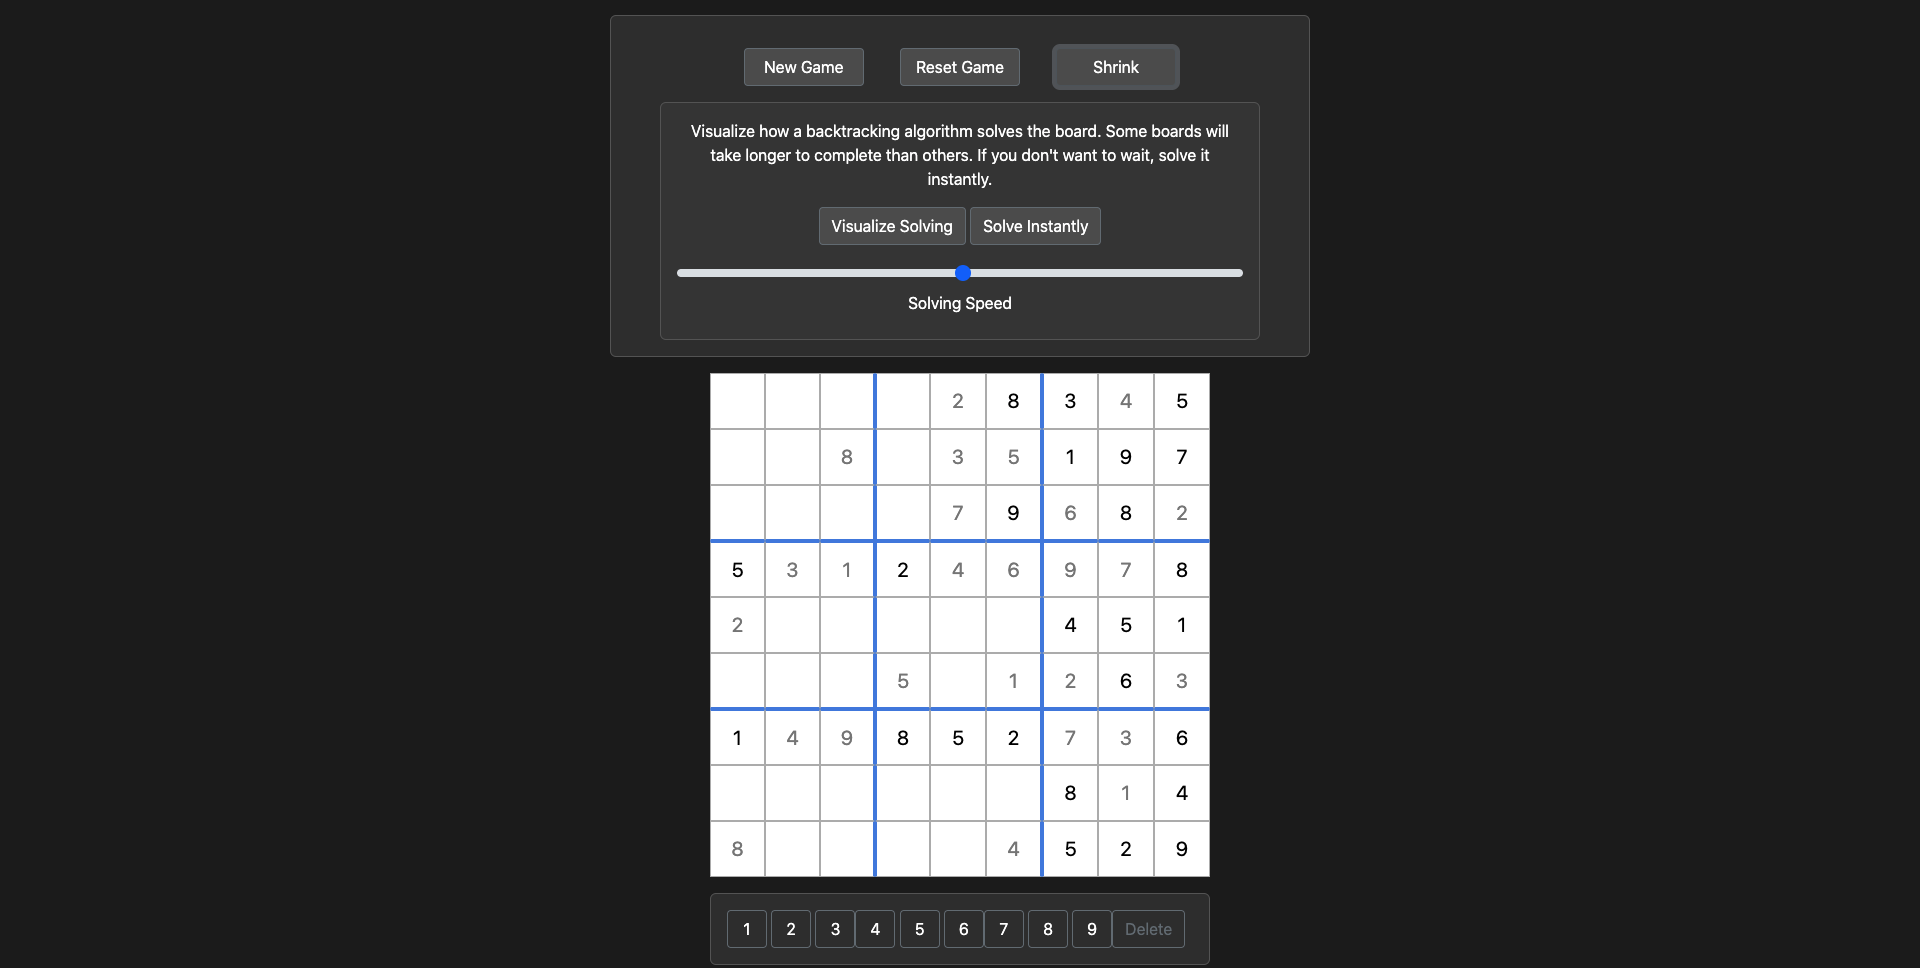 New Game Reset Game Shrink
Visualize how a backtracking algorithm solves the board. Some boards will
take longer to complete than others. If you don't want to wait, solve it
instantly.
Visualize Solving Solve Instantly
Solving Speed
2 8 3 4 5
8 3 5 1 9 7
7 9 6 8 2
5 3 1 2 4 6 9 7 8
2 4 5 1
5 1 2 6 3
1 4 9 8 5 2 7 3 6
8 1 4
8 4 5 2 9
1 2 3 4 5 6 7 8 9 Delete